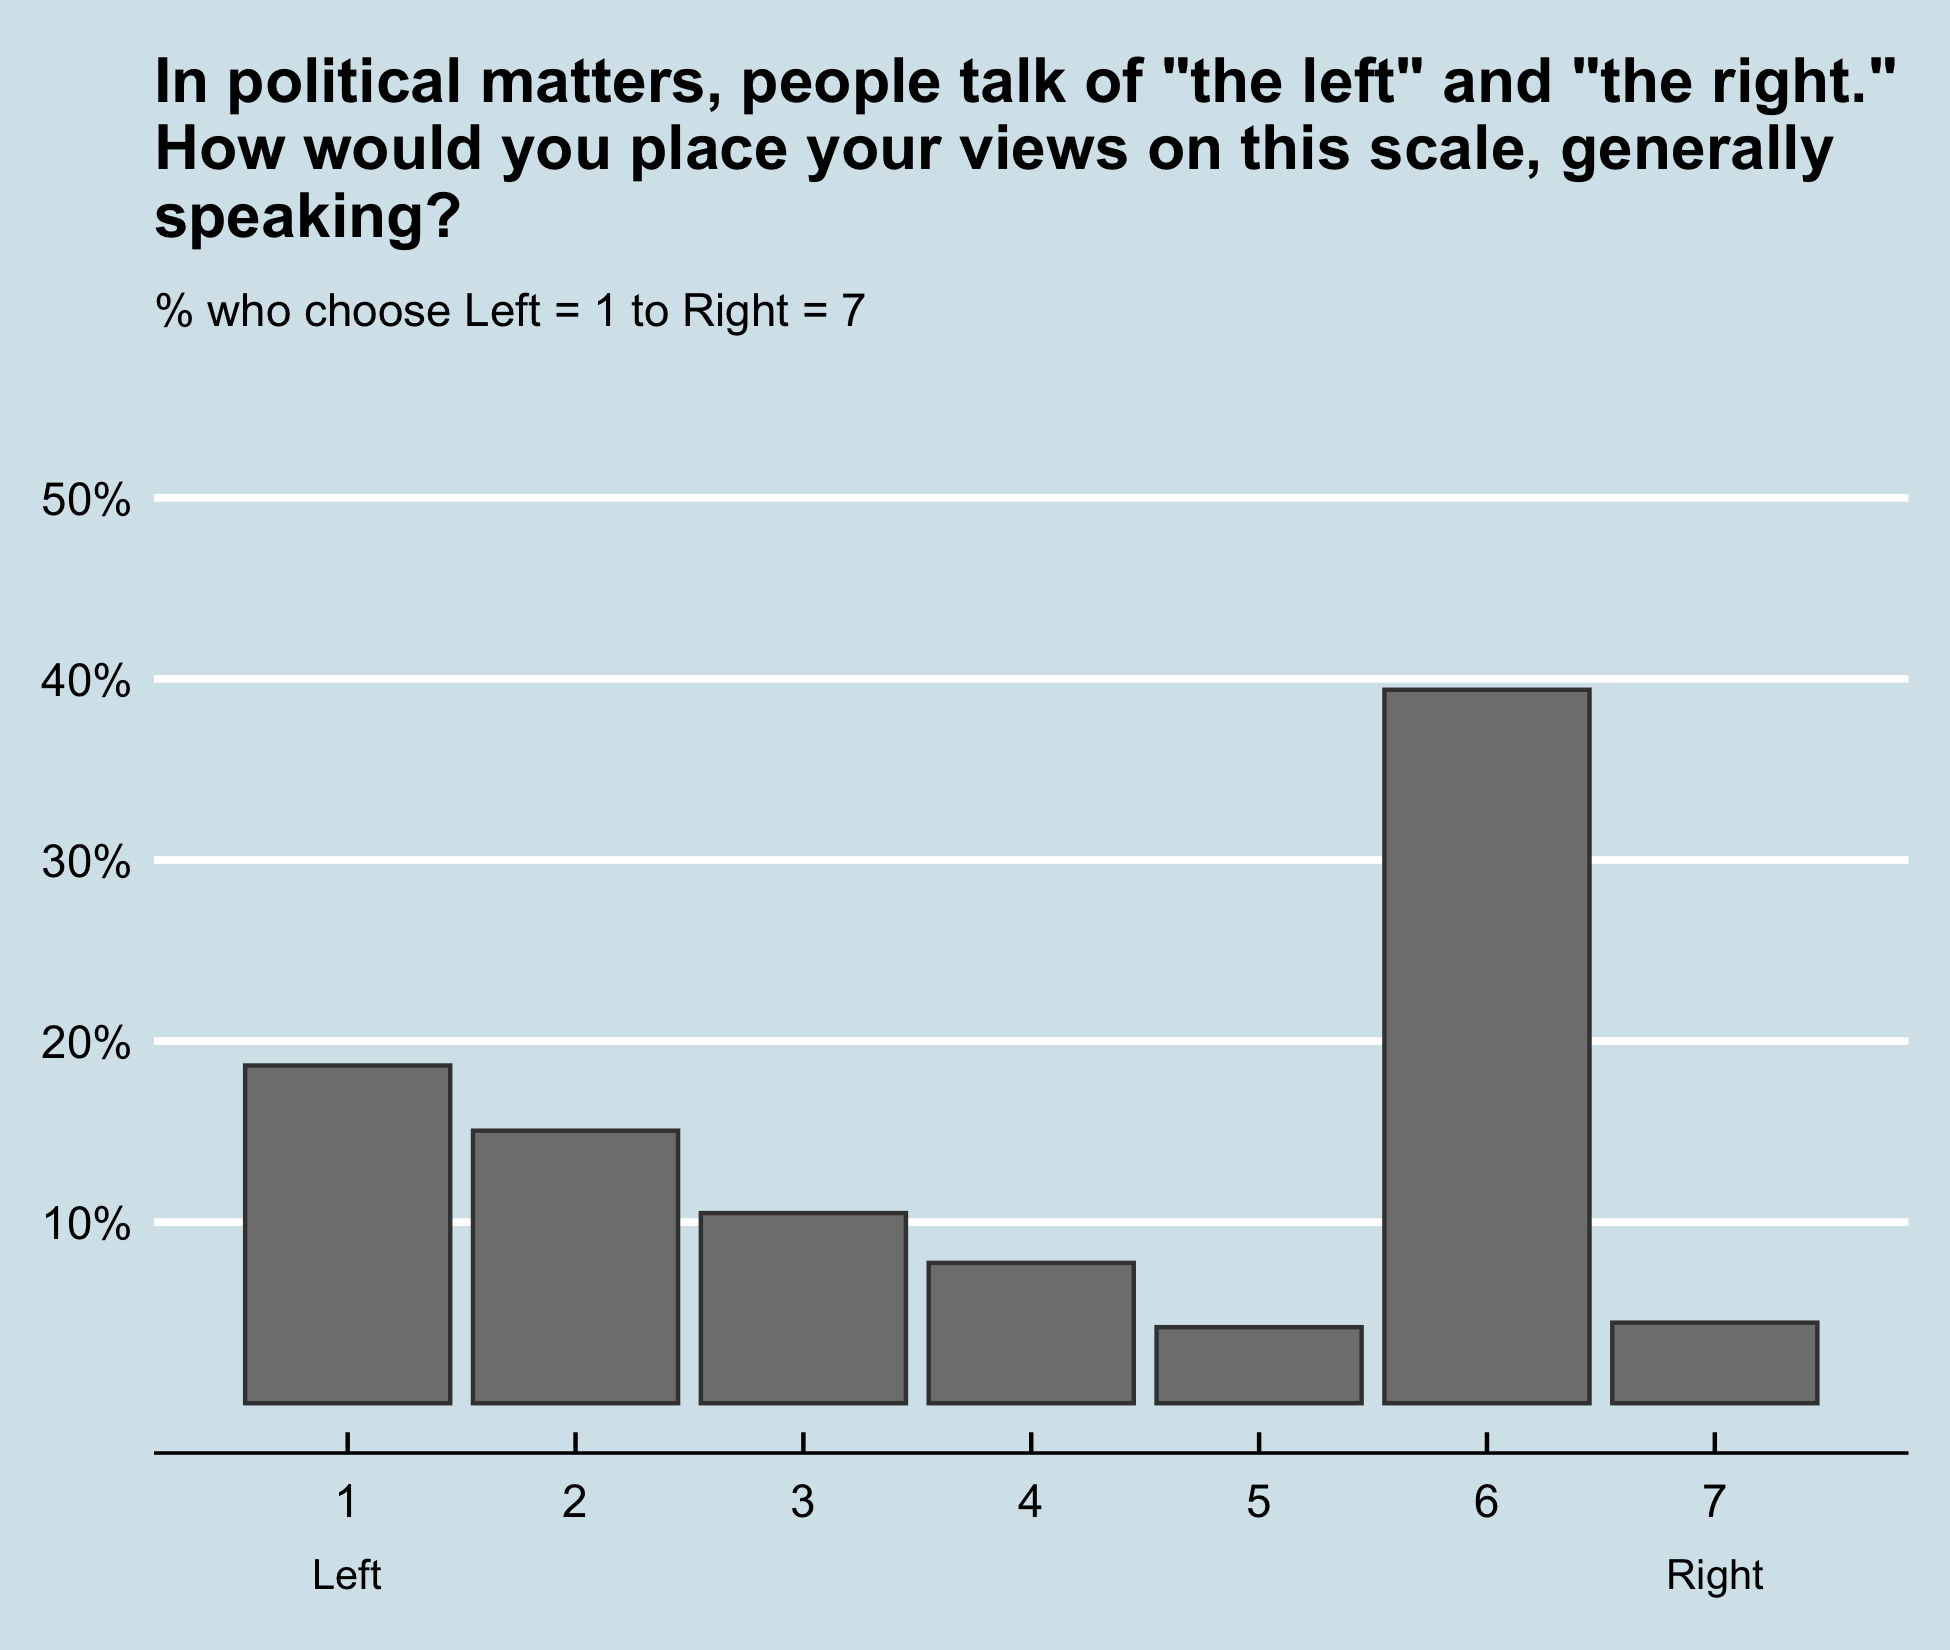 In political matters, people talk of "the left" and "the right."
How would you place your views on this scale, generally
speaking?
% who choose Left = 1 to Right = 7
50%
40%
30%
20%
10%
1 2 3 4 5 6 7
Left Right